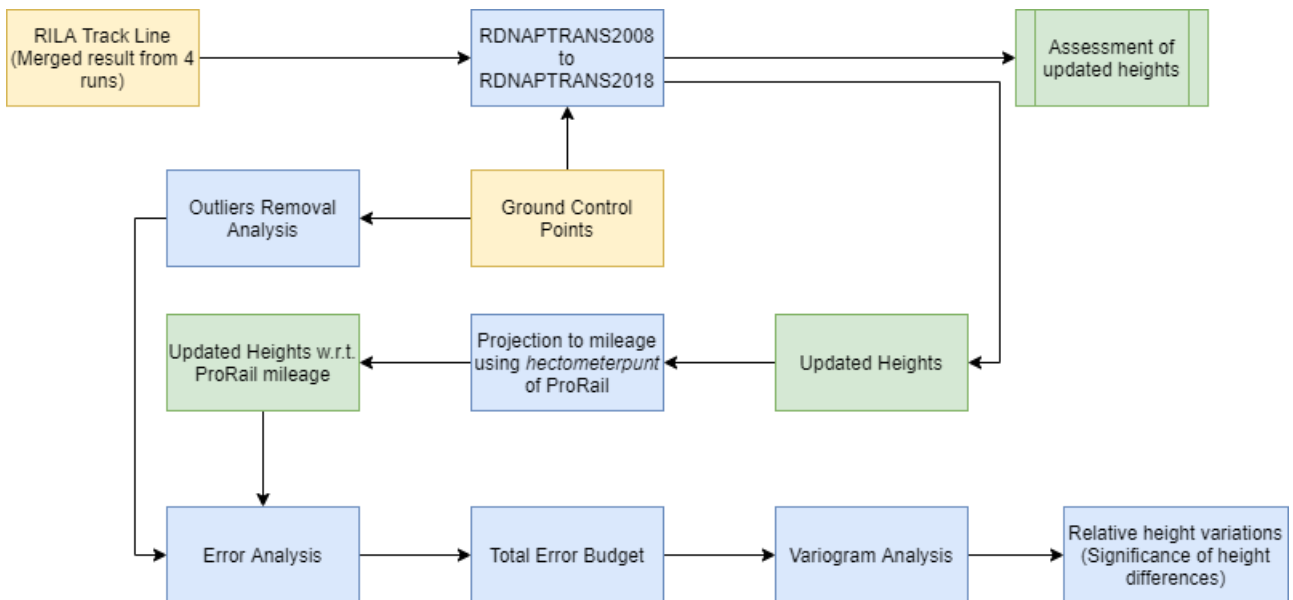 RILA Track Line
(Merged result from 4
runs)
RDNAPTRANS2008
to
RDNAPTRANS2018
Assessment of
updated heights
Outliers Removal
Analysis
Ground Control
Points
Updated Heights w.r.t.
ProRail mileage
Projection to mileage
using hectometerpunt
of ProRail
Updated Heights
Error Analysis
Total Error Budget
Variogram Analysis
Relative height variations
(Significance of height
differences)